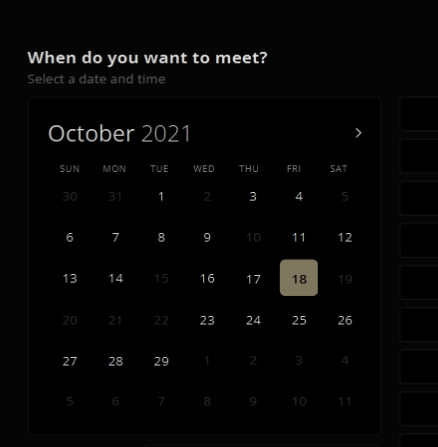 When do you want to meet?
Select a date and time
October 2021
SUN MON TUE WED THU FRI SAT
30 31 1 2 3 4 5
6 7 8 9 10 11 12
13 14 15 16 17 18 19
20 21 22 23 24 25 26
27 28 29 1 2 3 4
5 6 7 8 9 10 11